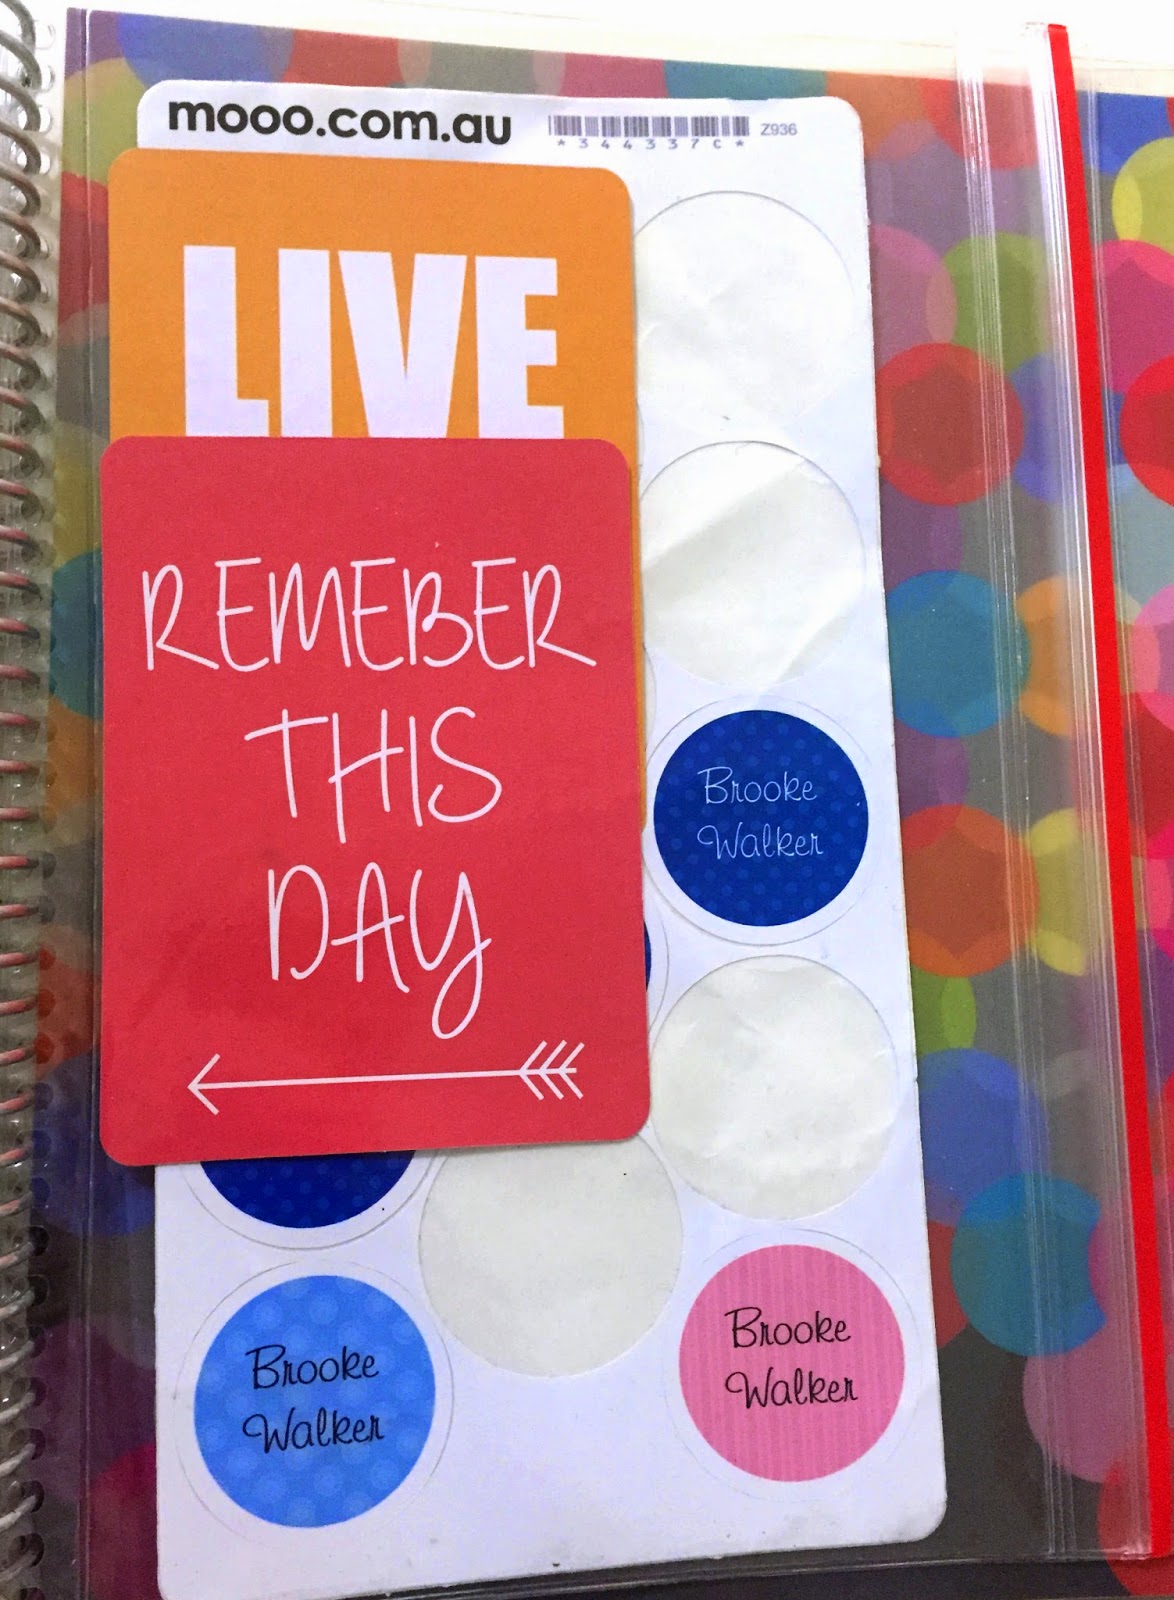 mooo.com.au
*344337C*
Z936
LIVE
REMEBER
THIS
DAY
Brooke
Walker
Brooke
Walker
Brooke
Walker